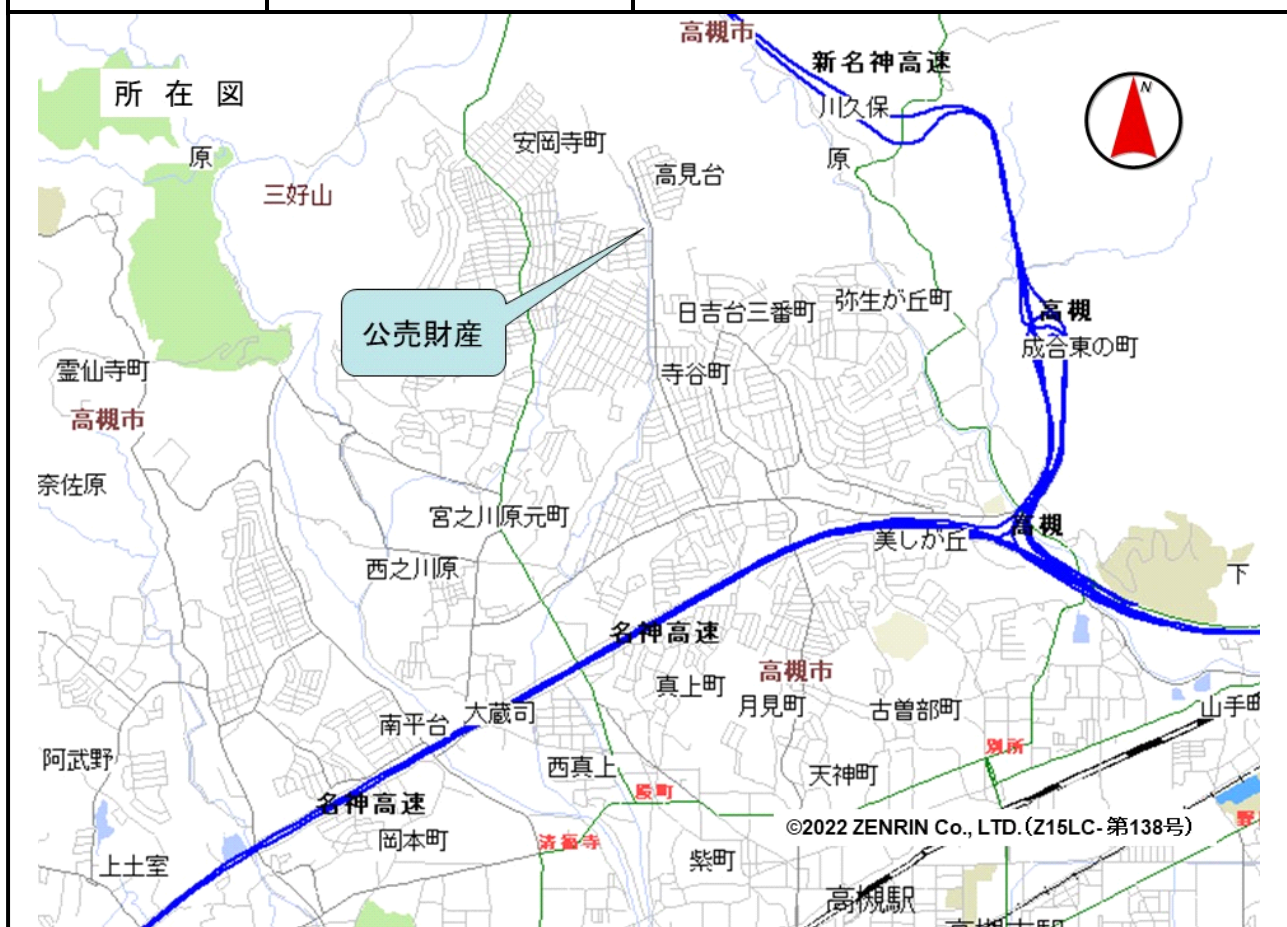 高槻市
新名神高速
所在図
N
川久保
安岡寺町
原
原
高見台
三好山
日吉台三番町
弥生が丘町
高槻
公売財産
成合東の町
霊仙寺町
寺谷町
高槻市
奈佐原
宮之川原元町
高槻
美しが丘
西之川原
下
名神高速
高槻市
真上町
月見町
古曽部町
山手町
大蔵司
南平台
別所
阿武野
西真上
天神町
殿町
名神高速
©2022 ZENRIN Co., LTD.(Z15LC-第138号)
野
岡本町
清福寺
紫町
上土室
高槻駅